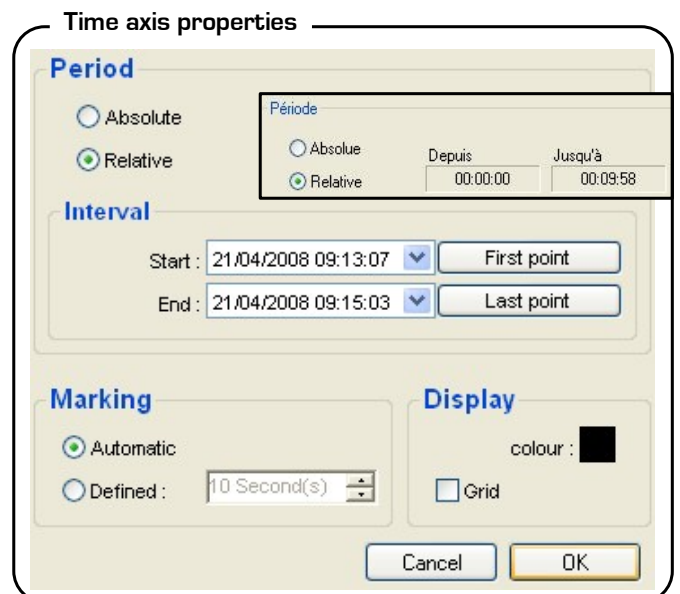 Time axis properties
Period
Absolute
Relative
Période
Absolue
Relative
Depuis
Jusqu'à
00:00:00
00:09:58
Interval
Start : 21/04/2008 09:13:07 First point
End : 21/04/2008 09:15:03 Last point
Marking
Automatic
Defined : 10 Second(s)
Display
colour :
Grid
Cancel OK